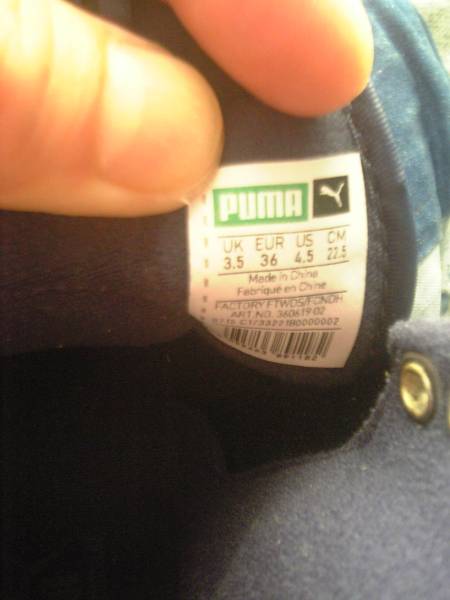 PUMA
UK EUR US CM
3.5 36 4.5 22.5
Made in China
Fabriqué en Chine
FACTORY FTWDS/FGNDH
ART.NO. 360619 02